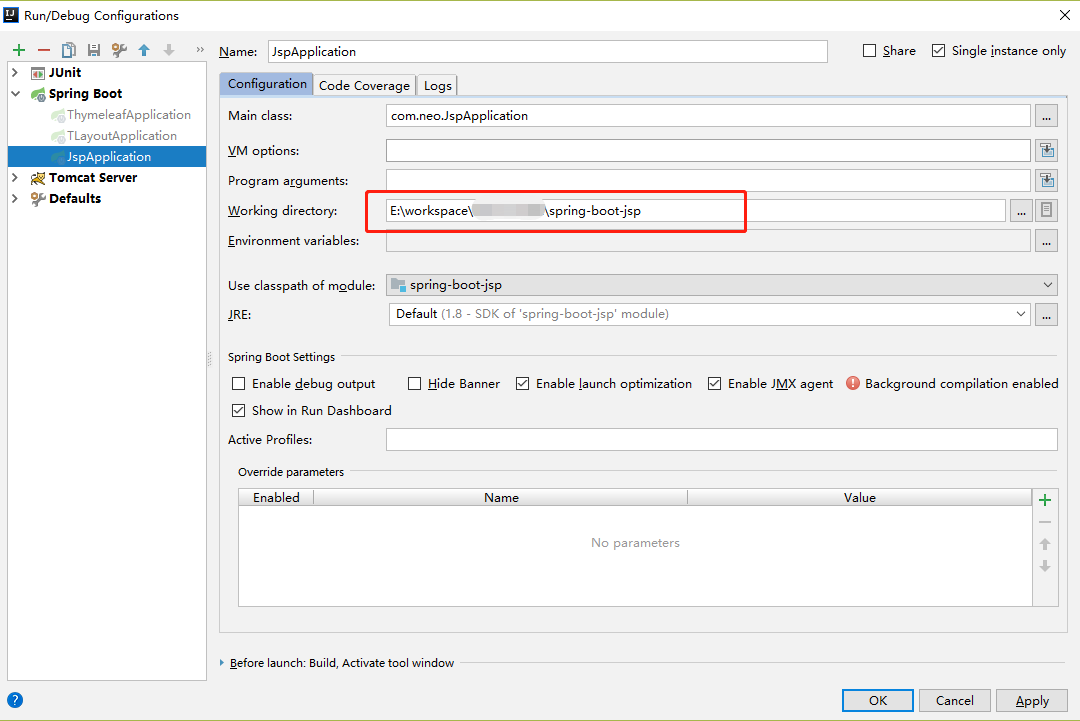 Run/Debug Configurations
Name: JspApplication Share Single instance only
JUnit
Spring Boot
ThymeleafApplication
TLayoutApplication
JspApplication
Tomcat Server
Defaults
Configuration Code Coverage Logs
Main class: com.neo.JspApplication ...
VM options:
Program arguments:
Working directory: E:\workspace\ \spring-boot-jsp ...
Environment variables: ...
Use classpath of module: spring-boot-jsp
JRE: Default (1.8 - SDK of 'spring-boot-jsp' module) ...
Spring Boot Settings
Enable debug output Hide Banner Enable launch optimization Enable JMX agent Background compilation enabled
Show in Run Dashboard
Active Profiles:
Override parameters
Enabled Name Value
No parameters
Before launch: Build, Activate tool window
OK Cancel Apply